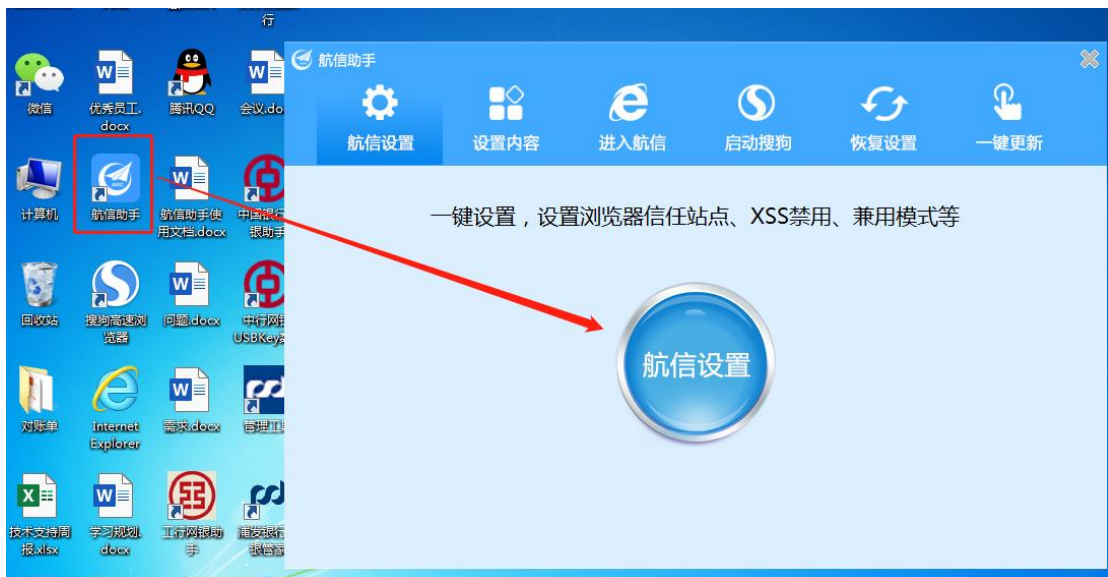 行
微信
优秀员工.
docx
腾讯QQ
会议.do
计算机
航信助手
航信助手使
用文档.docx
中国银行
银助手
回收站
搜狗高速浏
览器
问题.docx
中行网银
USBKey
对账单
Internet
Explorer
需求.docx
管理工具
技术支持周
报.xlsx
学习规划.
docx
工行网银助
手
浦发银行
银管家
航信助手
航信设置
设置内容
进入航信
启动搜狗
恢复设置
一键更新
一键设置，设置浏览器信任站点、XSS禁用、兼用模式等
航信设置